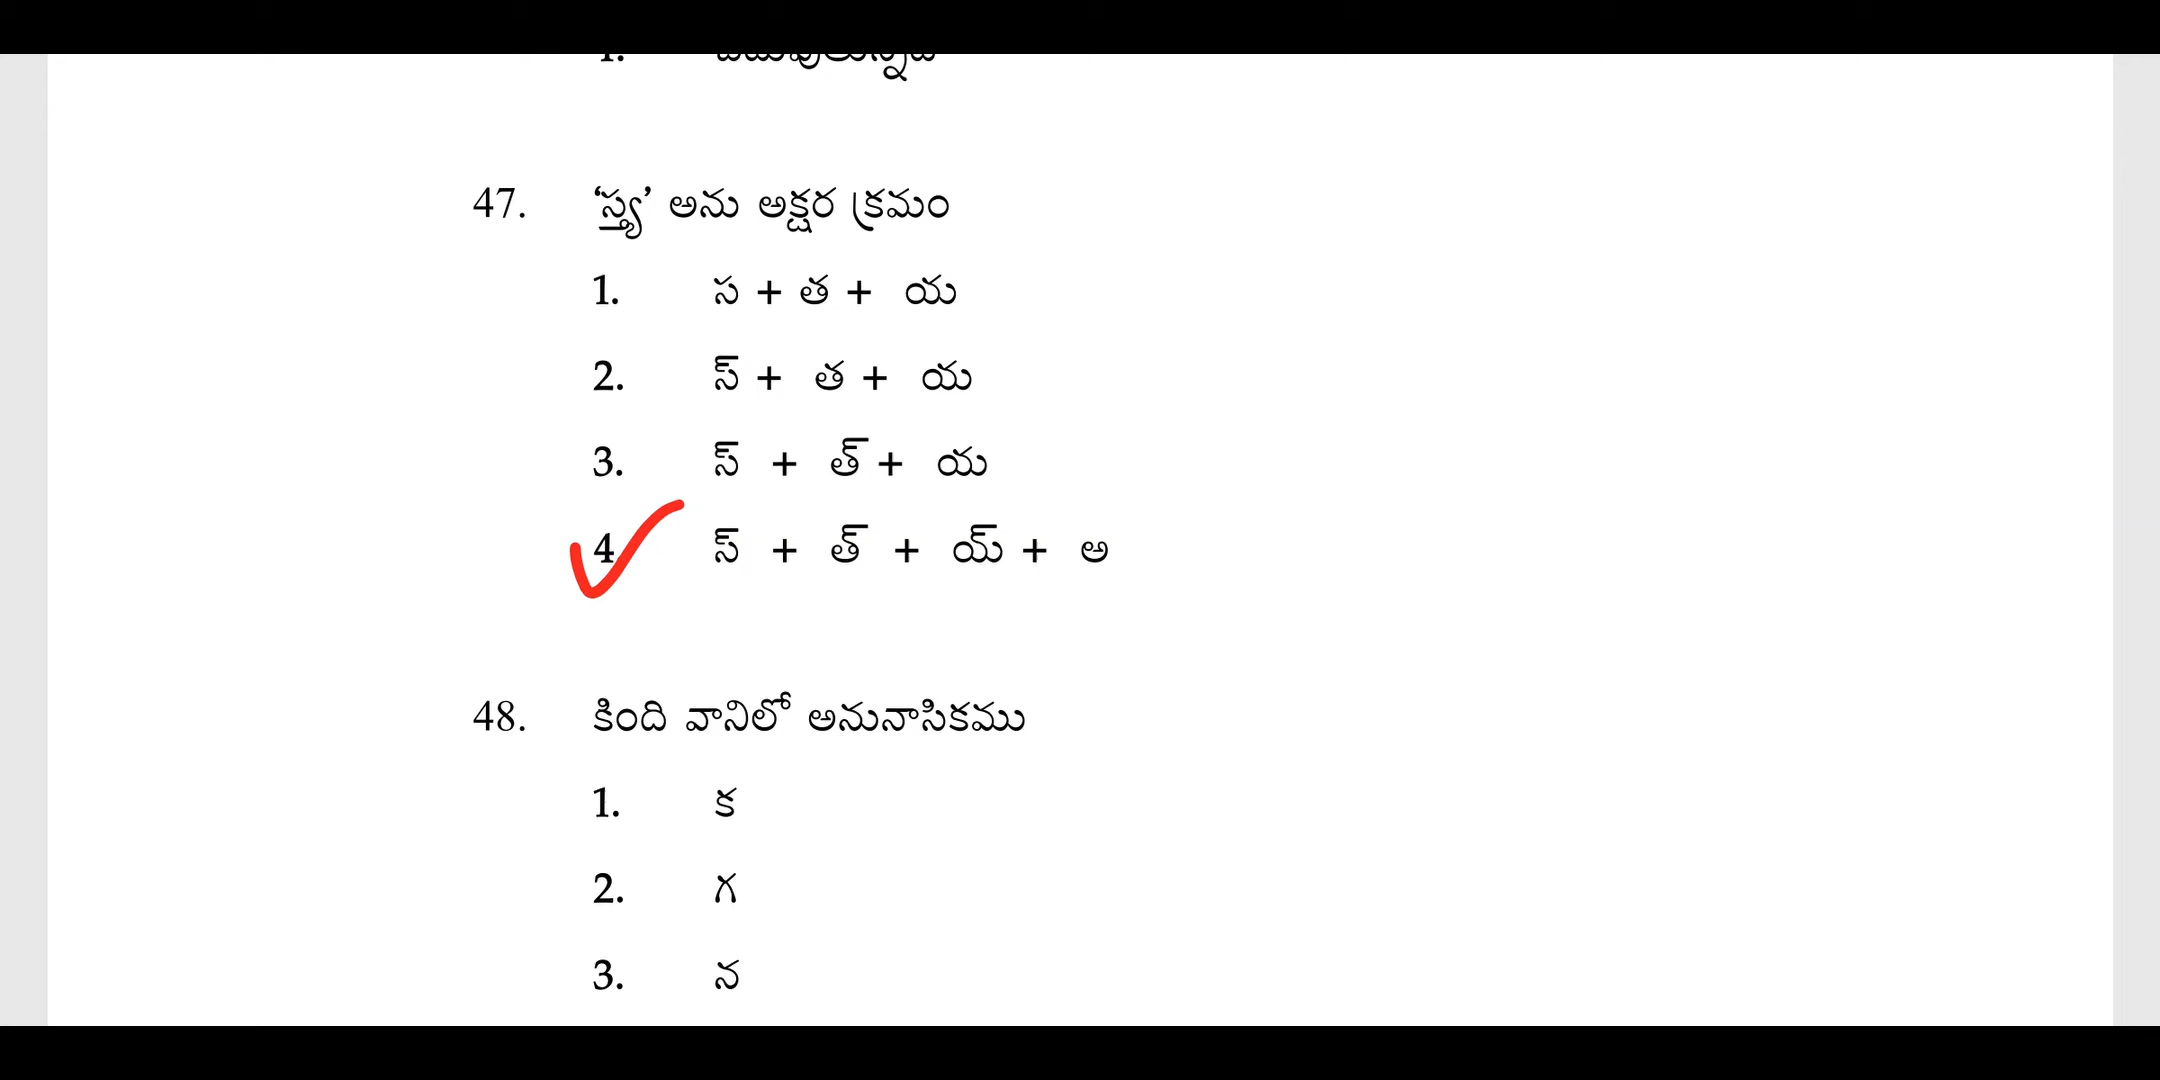 47. ‘స్త్య’ అను అక్షర క్రమం
1. స + త + య
2. స్ + త + య
3. స్ + త్ + య
4. స్ + త్ + య్ + అ
48. కింది వానిలో అనునాసికము
1. క
2. గ
3. న